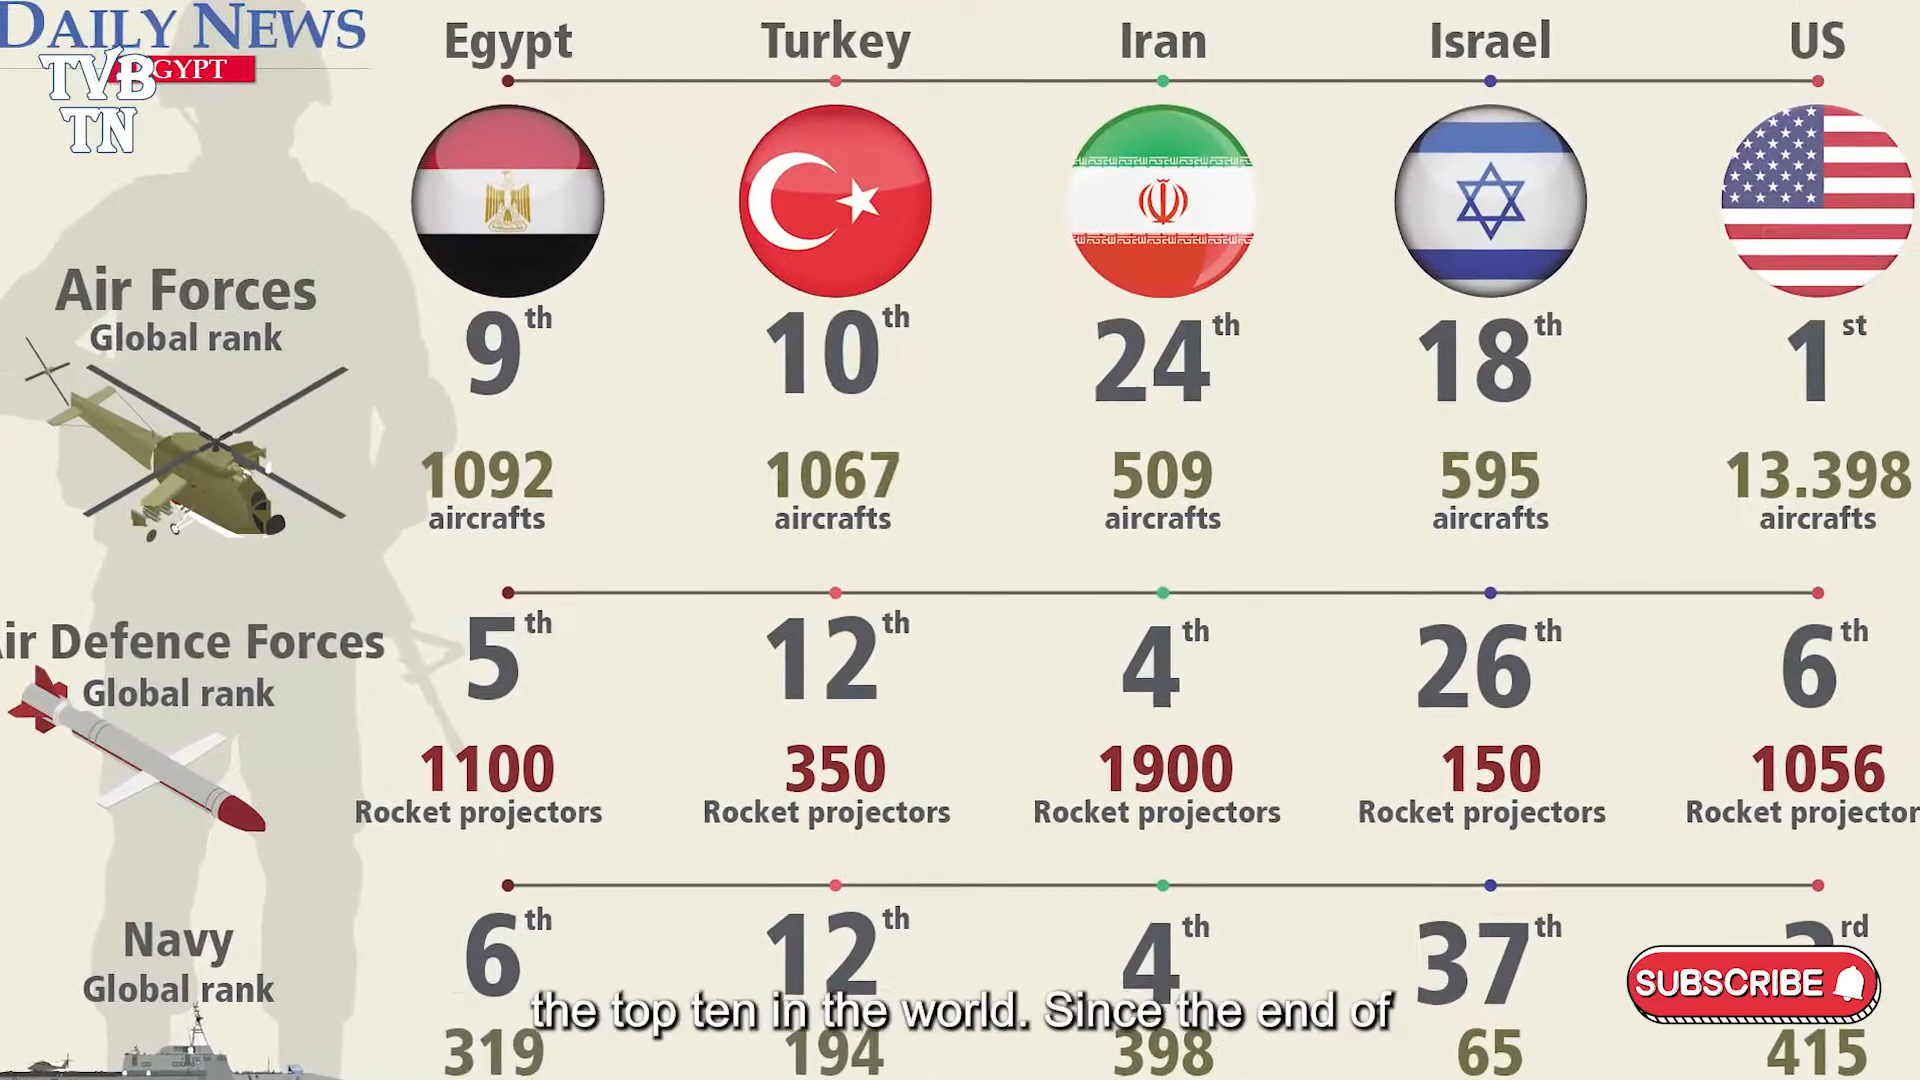 DAILY NEWS
EGYPT
TVB
TN
Egypt Turkey Iran Israel US
Air Forces
Global rank
9th 10th 24th 18th 1st
1092 1067 509 595 13.398
aircrafts aircrafts aircrafts aircrafts aircrafts
ir Defence Forces
Global rank
5th 12th 4th 26th 6th
1100 350 1900 150 1056
Rocket projectors Rocket projectors Rocket projectors Rocket projectors Rocket projector
Navy
Global rank
6th 12th 4th 37th
SUBSCRIBE
the top ten in the world. Since the end of
319 194 398 65 415